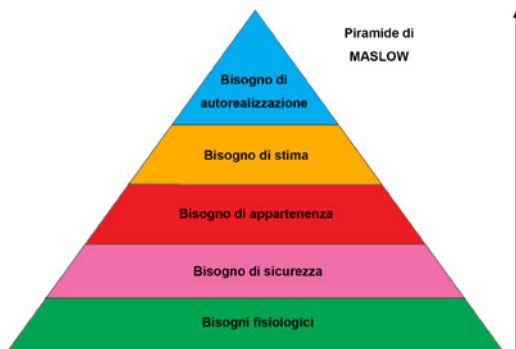 Piramide di
MASLOW
Bisogno di
autorealizzazione
Bisogno di stima
Bisogno di appartenenza
Bisogno di sicurezza
Bisogni fisiologici